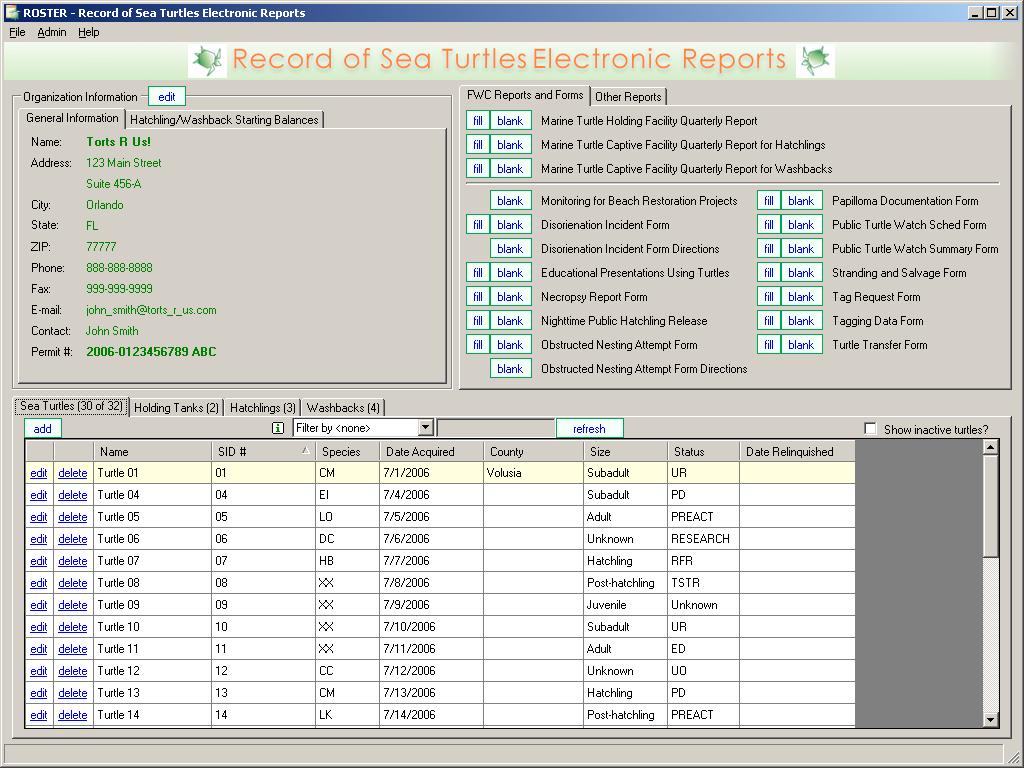 ROSTER - Record of Sea Turtles Electronic Reports
File Admin Help
Record of Sea Turtles Electronic Reports
Organization Information edit
General Information Hatchling/Washback Starting Balances
Name: Torts R Us!
Address: 123 Main Street
Suite 456-A
City: Orlando
State: FL
ZIP: 77777
Phone: 888-888-8888
Fax: 999-999-9999
E-mail: john_smith@torts_r_us.com
Contact: John Smith
Permit #: 2006-0123456789 ABC
FWC Reports and Forms Other Reports
fill blank Marine Turtle Holding Facility Quarterly Report
fill blank Marine Turtle Captive Facility Quarterly Report for Hatchlings
fill blank Marine Turtle Captive Facility Quarterly Report for Washbacks
blank Monitoring for Beach Restoration Projects
fill blank Disorienation Incident Form
blank Disorienation Incident Form Directions
fill blank Educational Presentations Using Turtles
fill blank Necropsy Report Form
fill blank Nighttime Public Hatchling Release
fill blank Obstructed Nesting Attempt Form
blank Obstructed Nesting Attempt Form Directions
fill blank Papilloma Documentation Form
fill blank Public Turtle Watch Sched Form
fill blank Public Turtle Watch Summary Form
fill blank Stranding and Salvage Form
fill blank Tag Request Form
fill blank Tagging Data Form
fill blank Turtle Transfer Form
Sea Turtles (30 of 32) Holding Tanks (2) Hatchlings (3) Washbacks (4)
add i Filter by <none> refresh Show inactive turtles?
Name SID # Species Date Acquired County Size Status Date Relinquished
edit delete Turtle 01 01 CM 7/1/2006 Volusia Subadult UR
edit delete Turtle 04 04 EI 7/4/2006 Subadult PD
edit delete Turtle 05 05 LO 7/5/2006 Adult PREACT
edit delete Turtle 06 06 DC 7/6/2006 Unknown RESEARCH
edit delete Turtle 07 07 HB 7/7/2006 Hatchling RFR
edit delete Turtle 08 08 XX 7/8/2006 Post-hatchling TSTR
edit delete Turtle 09 09 XX 7/9/2006 Juvenile Unknown
edit delete Turtle 10 10 XX 7/10/2006 Subadult UR
edit delete Turtle 11 11 XX 7/11/2006 Adult ED
edit delete Turtle 12 12 CC 7/12/2006 Unknown UO
edit delete Turtle 13 13 CM 7/13/2006 Hatchling PD
edit delete Turtle 14 14 LK 7/14/2006 Post-hatchling PREACT